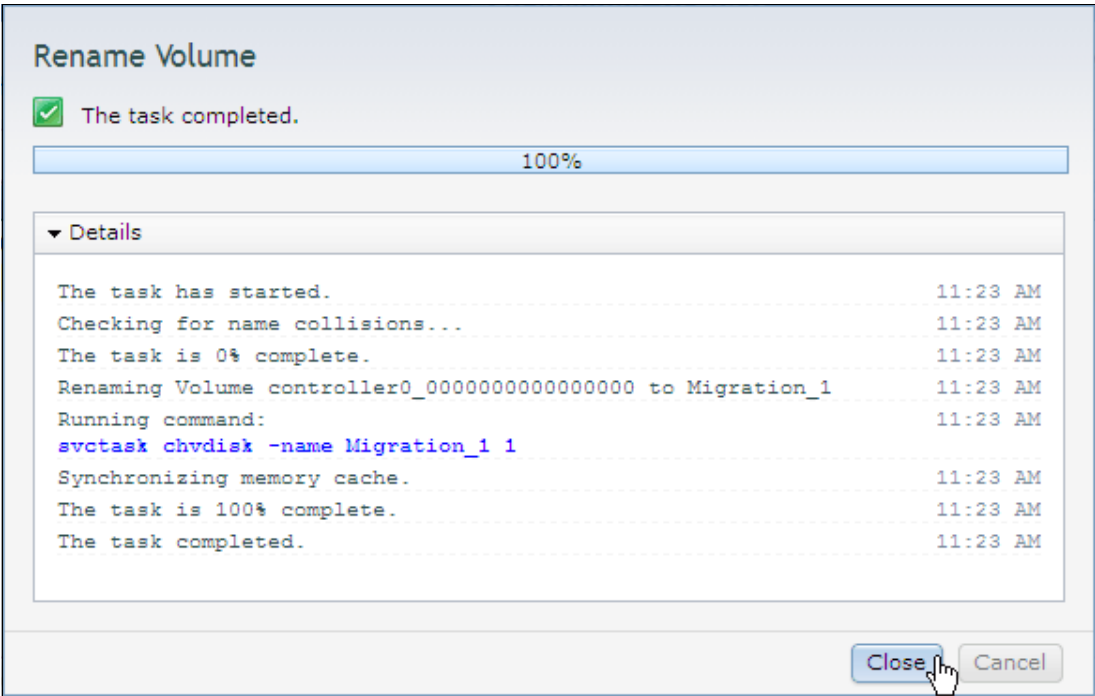 Rename Volume
The task completed.
100%
Details
The task has started. 11:23 AM
Checking for name collisions... 11:23 AM
The task is 0% complete. 11:23 AM
Renaming Volume controller0_0000000000000000 to Migration_1 11:23 AM
Running command: 11:23 AM
svctask chvdisk -name Migration_1 1
Synchronizing memory cache. 11:23 AM
The task is 100% complete. 11:23 AM
The task completed. 11:23 AM
Close Cancel